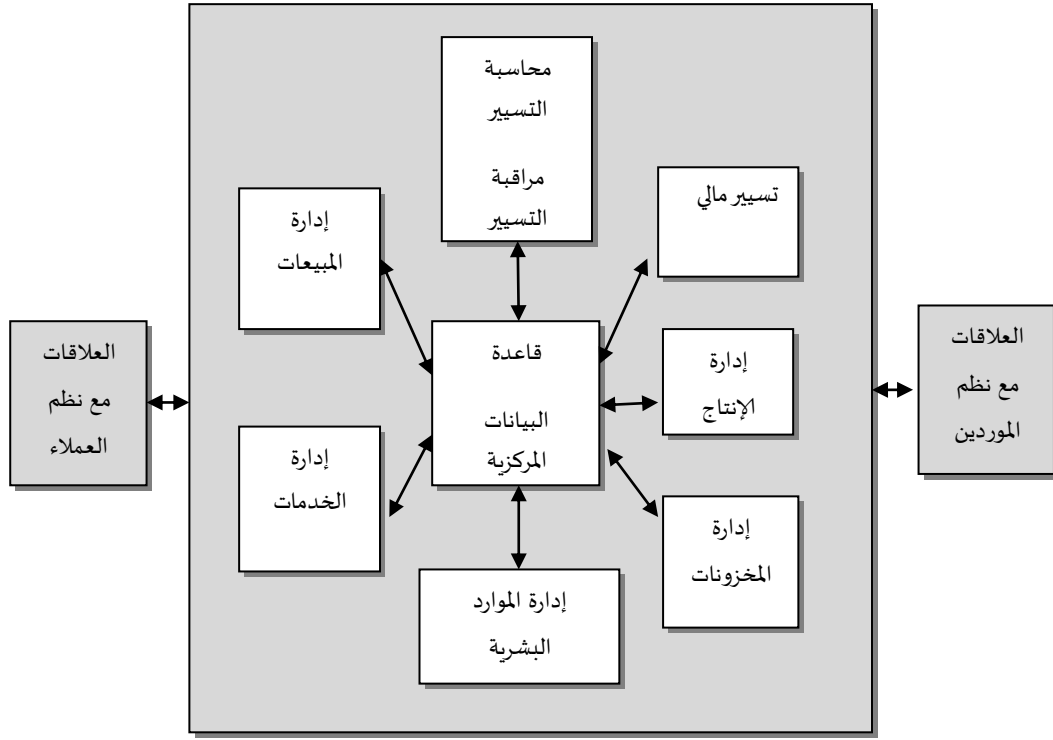 محاسبة
التسيير
مراقبة
التسيير
تسيير مالي
إدارة
المبيعات
العلاقات
مع نظم
الموردين
إدارة
الإنتاج
قاعدة
البيانات
المركزية
العلاقات
مع نظم
العملاء
إدارة
الخدمات
إدارة
المخزونات
إدارة الموارد
البشرية